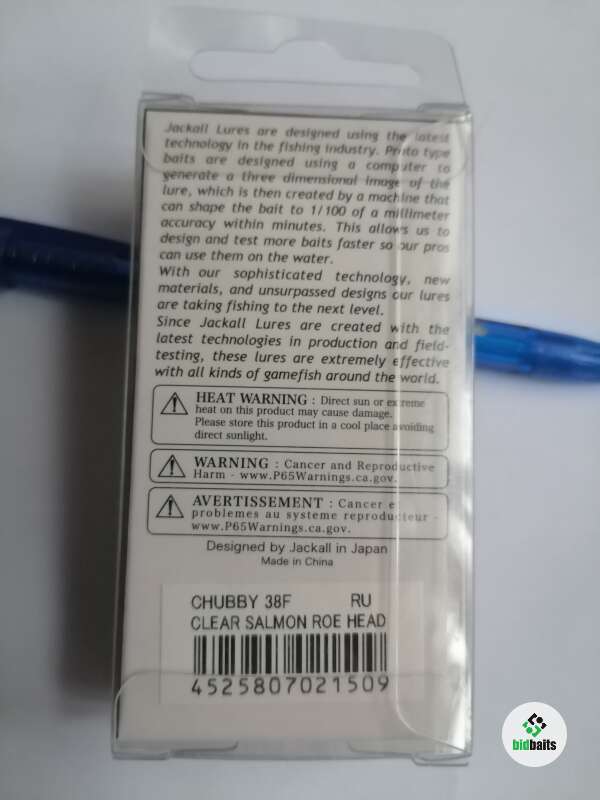 Jackall Lures are designed using the latest
technology in the fishing industry. Proto type
baits are designed using a computer to
generate a three dimensional image of the
lure, which is then created by a machine that
can shape the bait to 1/100 of a millimeter
accuracy within minutes. This allows us to
design and test more baits faster so our pros
can use them on the water.
With our sophisticated technology, new
materials, and unsurpassed designs our lures
are taking fishing to the next level.
Since Jackall Lures are created with the
latest technologies in production and field-
testing, these lures are extremely effective
with all kinds of gamefish around the world.
HEAT WARNING : Direct sun or extreme
heat on this product may cause damage.
Please store this product in a cool place avoiding
direct sunlight.
WARNING : Cancer and Reproductive
Harm - www.P65Warnings.ca.gov.
AVERTISSEMENT : Cancer e
problemes au systeme reproducteur -
www.P65Warnings.ca.gov.
Designed by Jackall in Japan
Made in China
CHUBBY 38F RU
CLEAR SALMON ROE HEAD
4525807021509
bidbaits